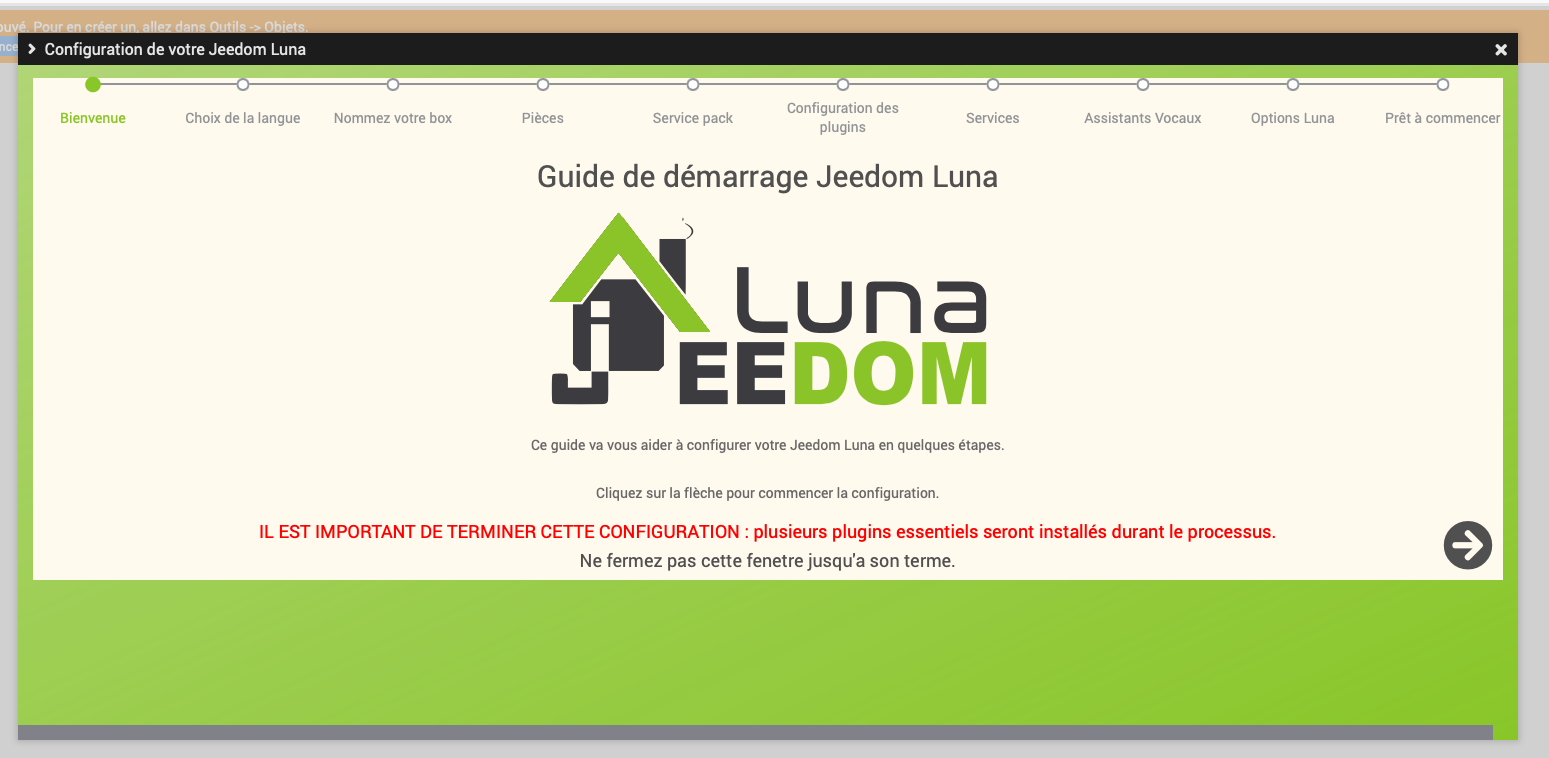 ouvé. Pour en créer un, allez dans Outils -> Objets.
Configuration de votre Jeedom Luna
Bienvenue
Choix de la langue
Nommez votre box
Pièces
Service pack
Configuration des
plugins
Services
Assistants Vocaux
Options Luna
Prêt à commencer
Guide de démarrage Jeedom Luna
Luna
JEEDOM
Ce guide va vous aider à configurer votre Jeedom Luna en quelques étapes.
Cliquez sur la flèche pour commencer la configuration.
IL EST IMPORTANT DE TERMINER CETTE CONFIGURATION : plusieurs plugins essentiels seront installés durant le processus.
Ne fermez pas cette fenetre jusqu'a son terme.